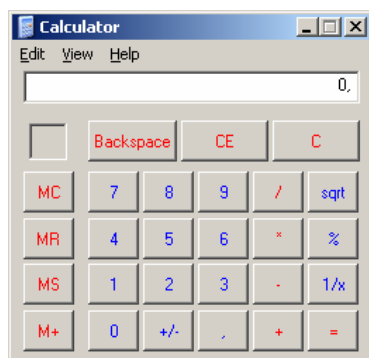 Calculator
Edit View Help
0,
Backspace CE C
MC 7 8 9 / sqrt
MR 4 5 6 * %
MS 1 2 3 - 1/x
M+ 0 +/- , + =